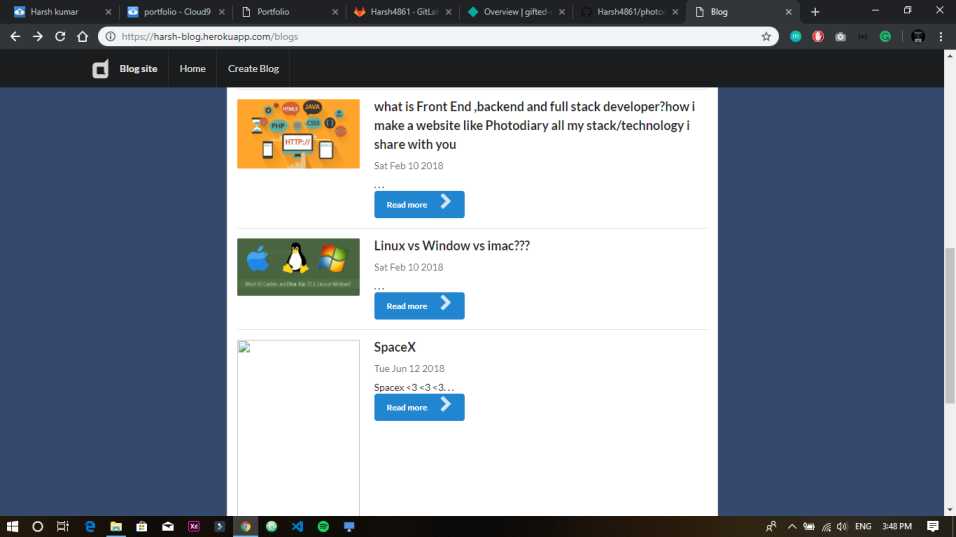 Harsh kumar
portfolio - Cloud9
Portfolio
Harsh4861 - GitLa
Overview | gifted-
Harsh4861/photo
Blog
https://harsh-blog.herokuapp.com/blogs
Blog site
Home
Create Blog
HTML5
JAVA
PHP
CSS
HTTP://
what is Front End ,backend and full stack developer?how i
make a website like Photodiary all my stack/technology i
share with you
Sat Feb 10 2018
. . .
Read more
Linux vs Window vs imac???
Sat Feb 10 2018
. . .
Read more
SpaceX
Tue Jun 12 2018
Spacex <3 <3 <3. . .
Read more
Xd
ENG
3:48 PM